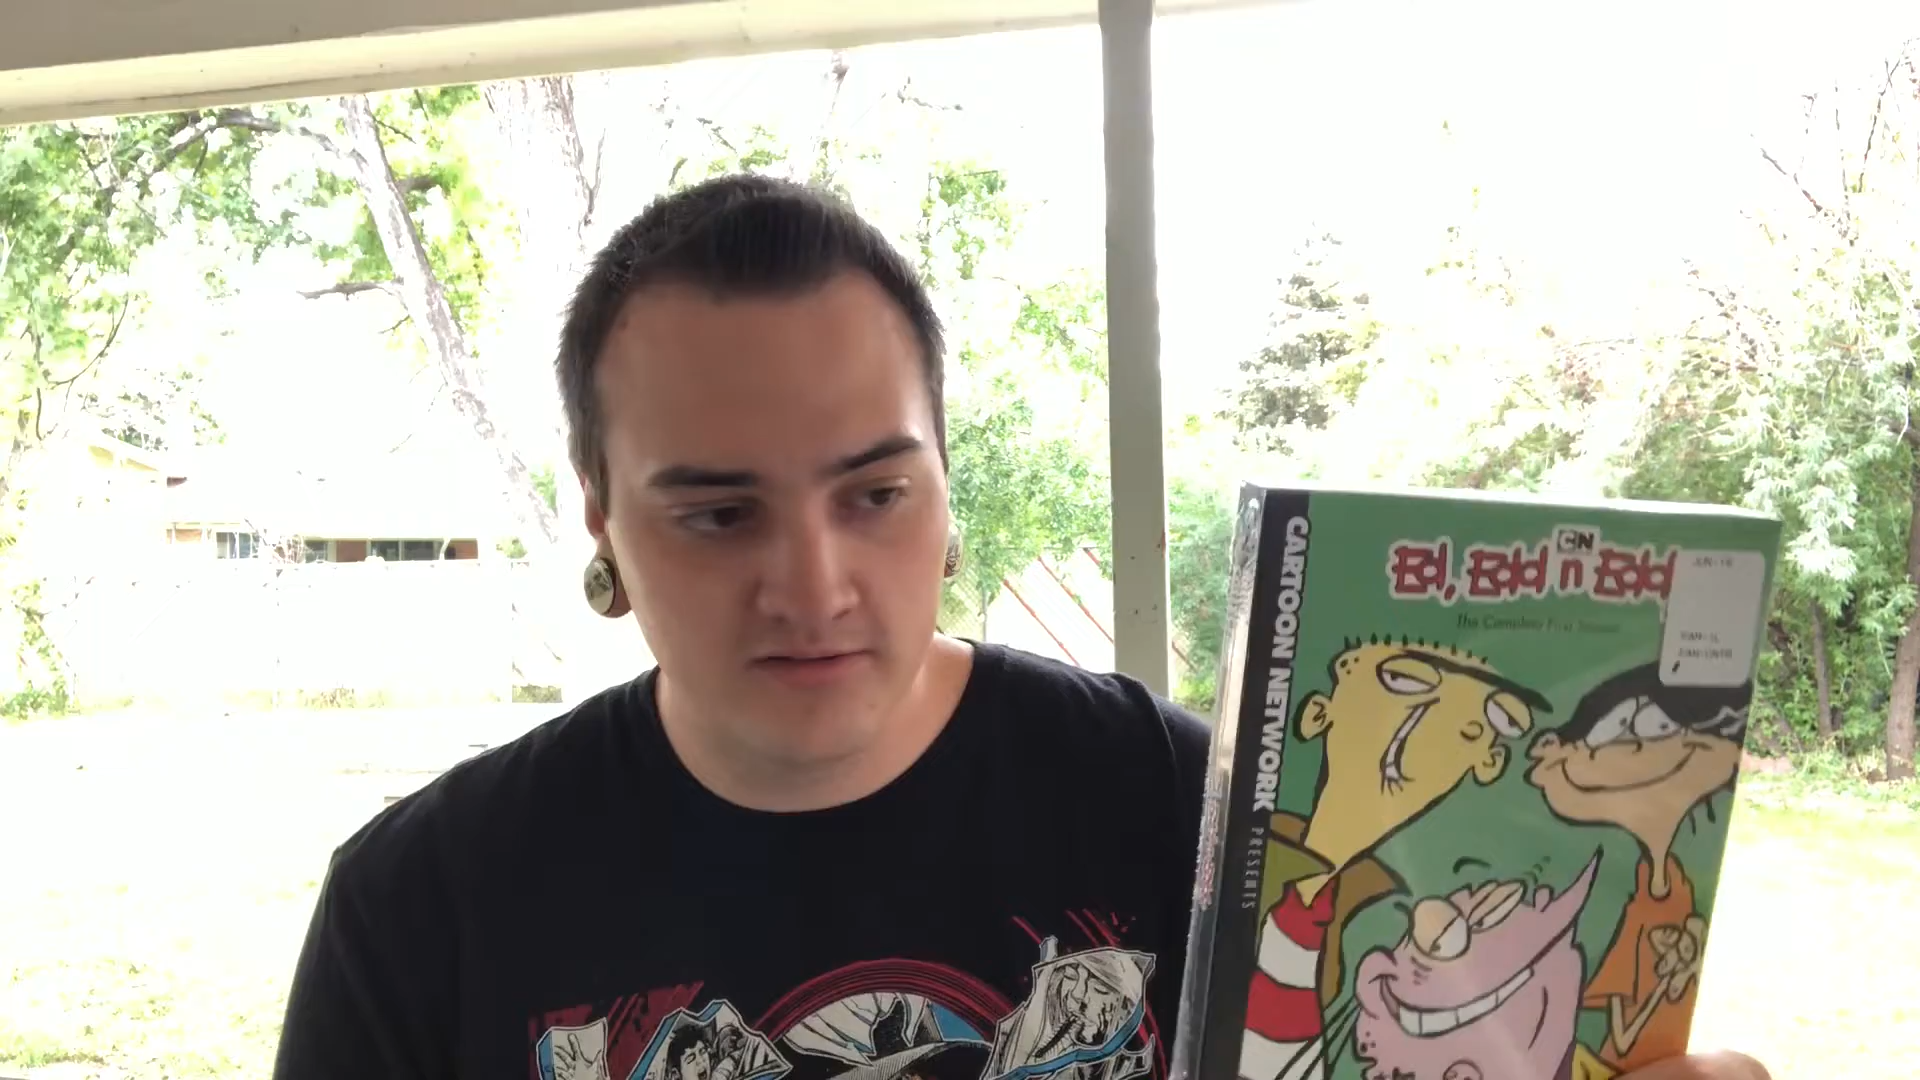 CARTOON NETWORK PRESENTS
CN
Ed, Edd n Eddy
The Complete First Season